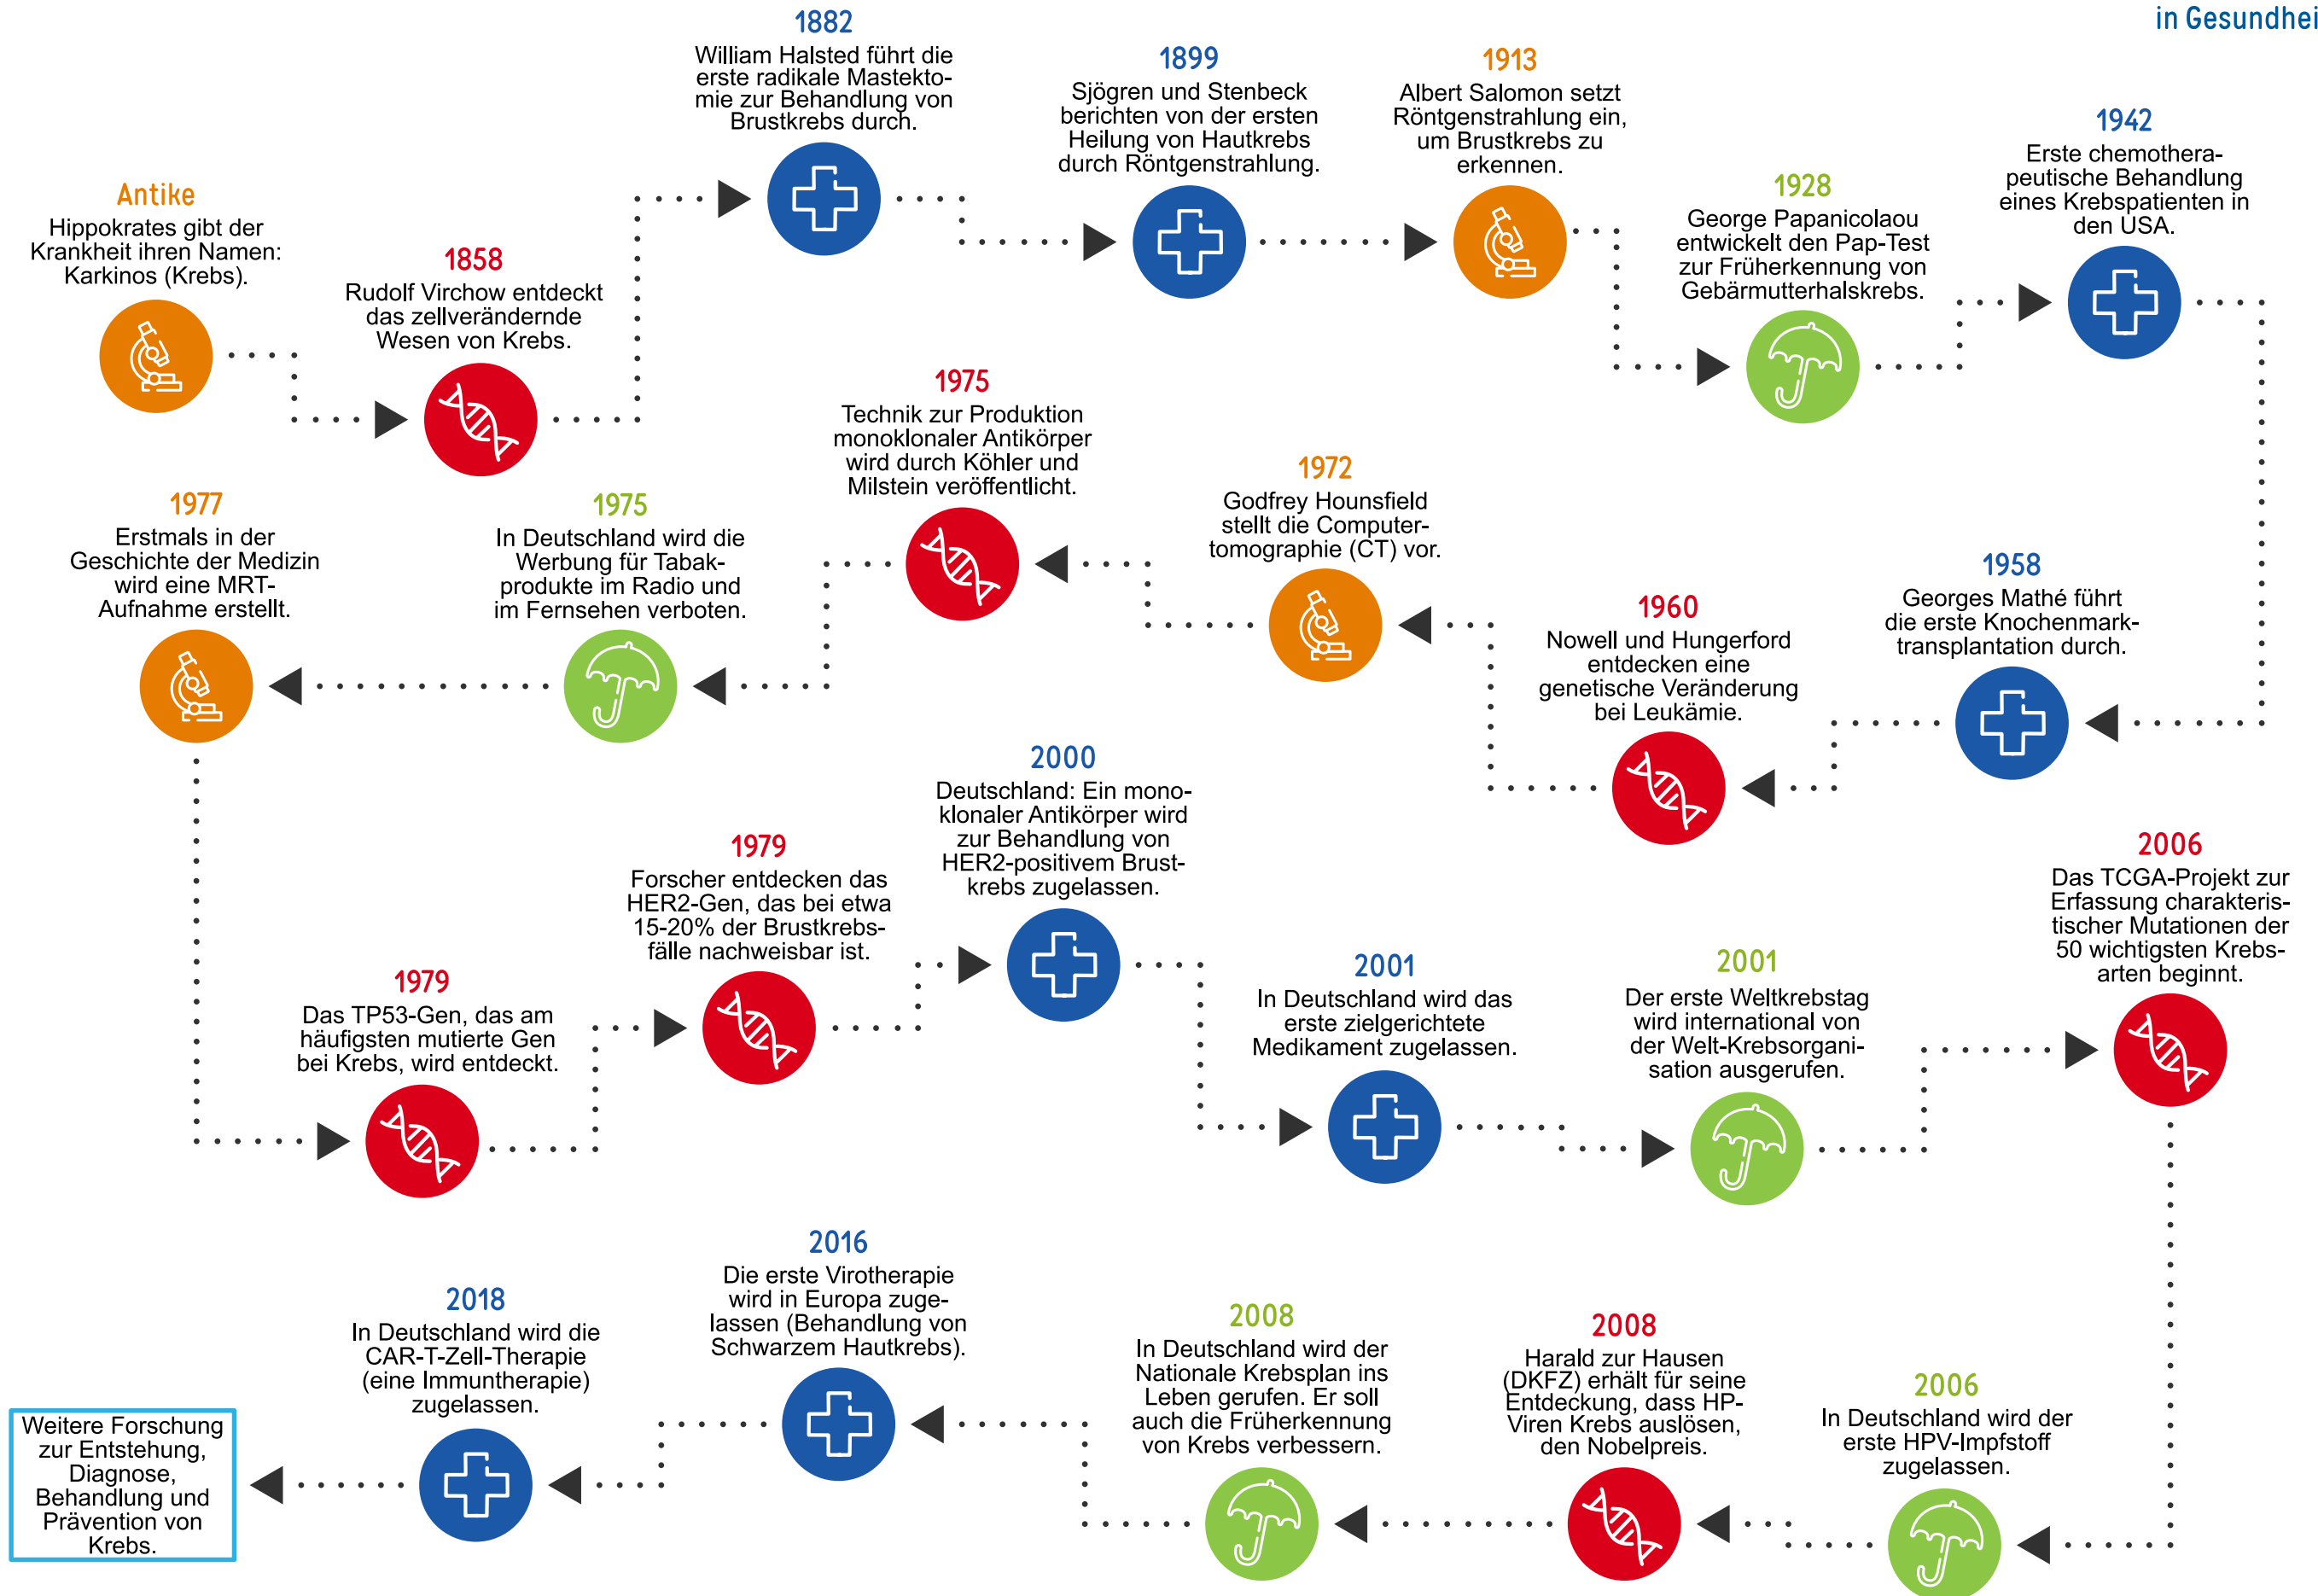 in Gesundhei
Antike
Hippokrates gibt der
Krankheit ihren Namen:
Karkinos (Krebs).
1858
Rudolf Virchow entdeckt
das zellverändernde
Wesen von Krebs.
1882
William Halsted führt die
erste radikale Mastekto-
mie zur Behandlung von
Brustkrebs durch.
1899
Sjögren und Stenbeck
berichten von der ersten
Heilung von Hautkrebs
durch Röntgenstrahlung.
1913
Albert Salomon setzt
Röntgenstrahlung ein,
um Brustkrebs zu
erkennen.
1928
George Papanicolaou
entwickelt den Pap-Test
zur Früherkennung von
Gebärmutterhalskrebs.
1942
Erste chemothera-
peutische Behandlung
eines Krebspatienten in
den USA.
1958
Georges Mathé führt
die erste Knochenmark-
transplantation durch.
1960
Nowell und Hungerford
entdecken eine
genetische Veränderung
bei Leukämie.
1972
Godfrey Hounsfield
stellt die Computer-
tomographie (CT) vor.
1975
Technik zur Produktion
monoklonaler Antikörper
wird durch Köhler und
Milstein veröffentlicht.
1975
In Deutschland wird die
Werbung für Tabak-
produkte im Radio und
im Fernsehen verboten.
1977
Erstmals in der
Geschichte der Medizin
wird eine MRT-
Aufnahme erstellt.
1979
Das TP53-Gen, das am
häufigsten mutierte Gen
bei Krebs, wird entdeckt.
1979
Forscher entdecken das
HER2-Gen, das bei etwa
15-20% der Brustkrebs-
fälle nachweisbar ist.
2000
Deutschland: Ein mono-
klonaler Antikörper wird
zur Behandlung von
HER2-positivem Brust-
krebs zugelassen.
2001
In Deutschland wird das
erste zielgerichtete
Medikament zugelassen.
2001
Der erste Weltkrebstag
wird international von
der Welt-Krebsorgani-
sation ausgerufen.
2006
Das TCGA-Projekt zur
Erfassung charakteris-
tischer Mutationen der
50 wichtigsten Krebs-
arten beginnt.
2006
In Deutschland wird der
erste HPV-Impfstoff
zugelassen.
2008
Harald zur Hausen
(DKFZ) erhält für seine
Entdeckung, dass HP-
Viren Krebs auslösen,
den Nobelpreis.
2008
In Deutschland wird der
Nationale Krebsplan ins
Leben gerufen. Er soll
auch die Früherkennung
von Krebs verbessern.
2016
Die erste Virotherapie
wird in Europa zuge-
lassen (Behandlung von
Schwarzem Hautkrebs).
2018
In Deutschland wird die
CAR-T-Zell-Therapie
(eine Immuntherapie)
zugelassen.
Weitere Forschung
zur Entstehung,
Diagnose,
Behandlung und
Prävention von
Krebs.